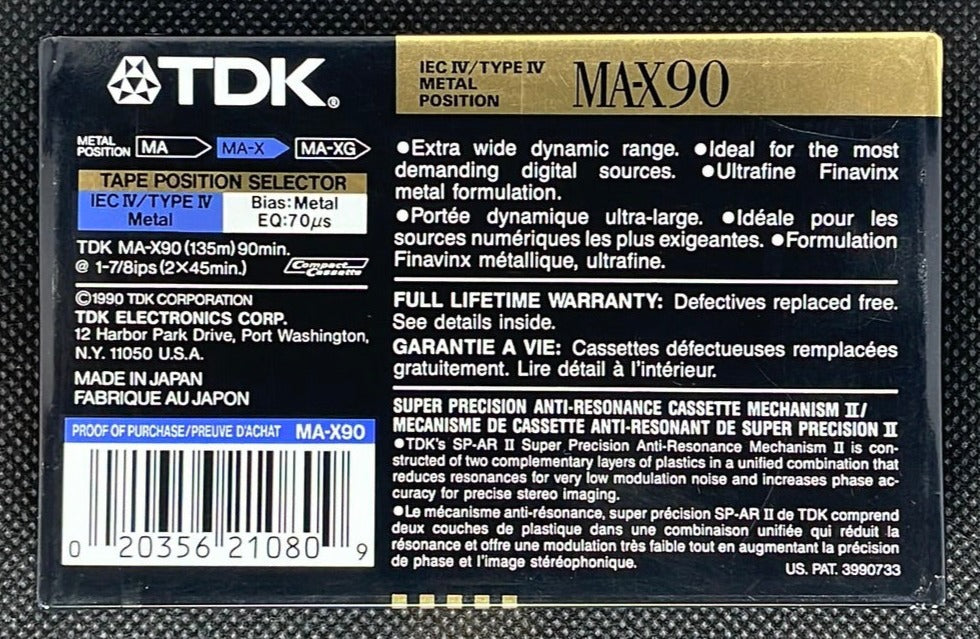 TDK®
IEC IV/TYPE IV
METAL
POSITION
MA-X90
METAL
POSITION
MA
MA-X
MA-XG
TAPE POSITION SELECTOR
IEC IV/TYPE IV
Metal
Bias:Metal
EQ:70μs
TDK MA-X90 (135m) 90min.
@ 1-7/8ips (2×45min.)
Compact
Cassette
©1990 TDK CORPORATION
TDK ELECTRONICS CORP.
12 Harbor Park Drive, Port Washington,
N.Y. 11050 U.S.A.
MADE IN JAPAN
FABRIQUE AU JAPON
PROOF OF PURCHASE/PREUVE D'ACHAT MA-X90
0 20356 21080 9
●Extra wide dynamic range. ●Ideal for the most
demanding digital sources. ●Ultrafine Finavinx
metal formulation.
●Portée dynamique ultra-large. ●Idéale pour les
sources numériques les plus exigeantes. ●Formulation
Finavinx métallique, ultrafine.
FULL LIFETIME WARRANTY: Defectives replaced free.
See details inside.
GARANTIE A VIE: Cassettes défectueuses remplacées
gratuitement. Lire détail à l'intérieur.
SUPER PRECISION ANTI-RESONANCE CASSETTE MECHANISM II/
MECANISME DE CASSETTE ANTI-RESONANT DE SUPER PRECISION II
●TDK's SP-AR II Super Precision Anti-Resonance Mechanism II is con-
structed of two complementary layers of plastics in a unified combination that
reduces resonances for very low modulation noise and increases phase ac-
curacy for precise stereo imaging.
●Le mécanisme anti-résonance, super précision SP-AR II de TDK comprend
deux couches de plastique dans une combinaison unifiée qui réduit la
résonance et offre une modulation très faible tout en augmentant la précision
de phase et l'image stéréophonique.
US. PAT. 3990733